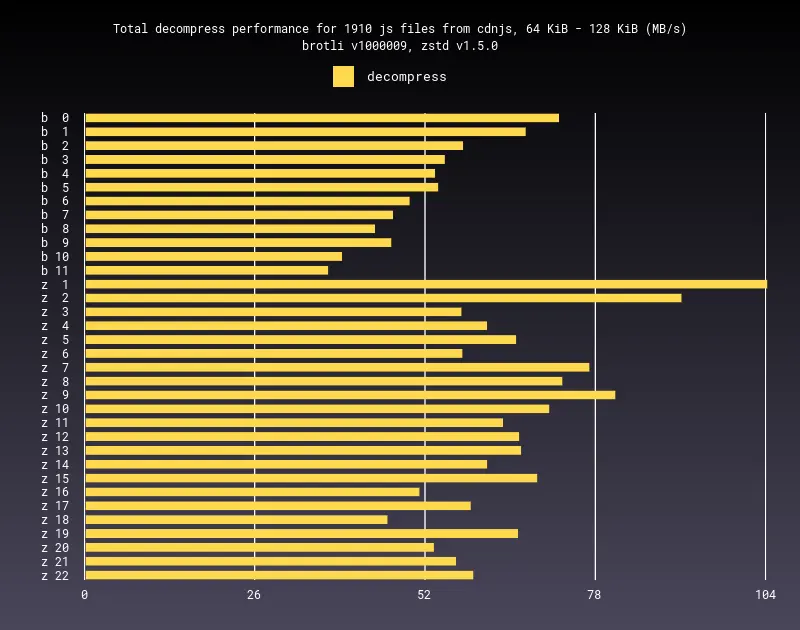 Total decompress performance for 1910 js files from cdnjs, 64 KiB - 128 KiB (MB/s)
brotli v1000009, zstd v1.5.0
decompress
b 0
b 1
b 2
b 3
b 4
b 5
b 6
b 7
b 8
b 9
b 10
b 11
z 1
z 2
z 3
z 4
z 5
z 6
z 7
z 8
z 9
z 10
z 11
z 12
z 13
z 14
z 15
z 16
z 17
z 18
z 19
z 20
z 21
z 22
0 26 52 78 104